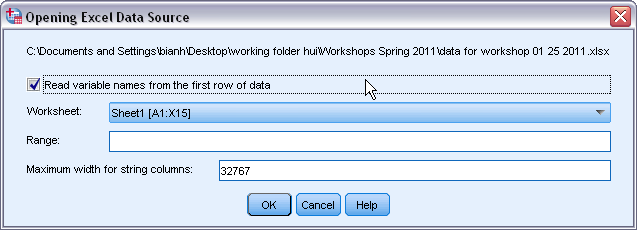 Opening Excel Data Source
C:\Documents and Settings\bianh\Desktop\working folder hui\Workshops Spring 2011\data for workshop 01 25 2011.xlsx
Read variable names from the first row of data
Worksheet: Sheet1 [A1:X15]
Range:
Maximum width for string columns: 32767
OK Cancel Help